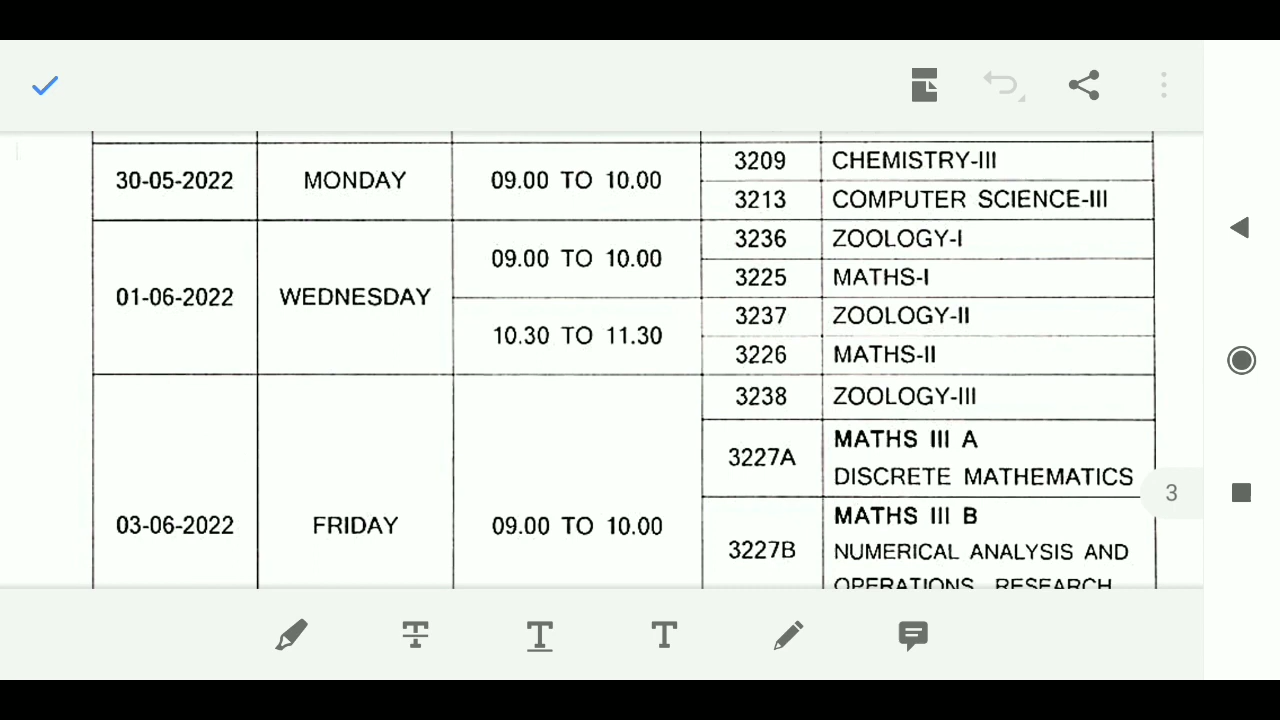 30-05-2022 MONDAY 09.00 TO 10.00 3209 CHEMISTRY-III
3213 COMPUTER SCIENCE-III
01-06-2022 WEDNESDAY 09.00 TO 10.00 3236 ZOOLOGY-I
3225 MATHS-I
10.30 TO 11.30 3237 ZOOLOGY-II
3226 MATHS-II
03-06-2022 FRIDAY 09.00 TO 10.00 3238 ZOOLOGY-III
3227A MATHS III A
DISCRETE MATHEMATICS
3227B MATHS III B
NUMERICAL ANALYSIS AND
OPERATIONS RESEARCH
3